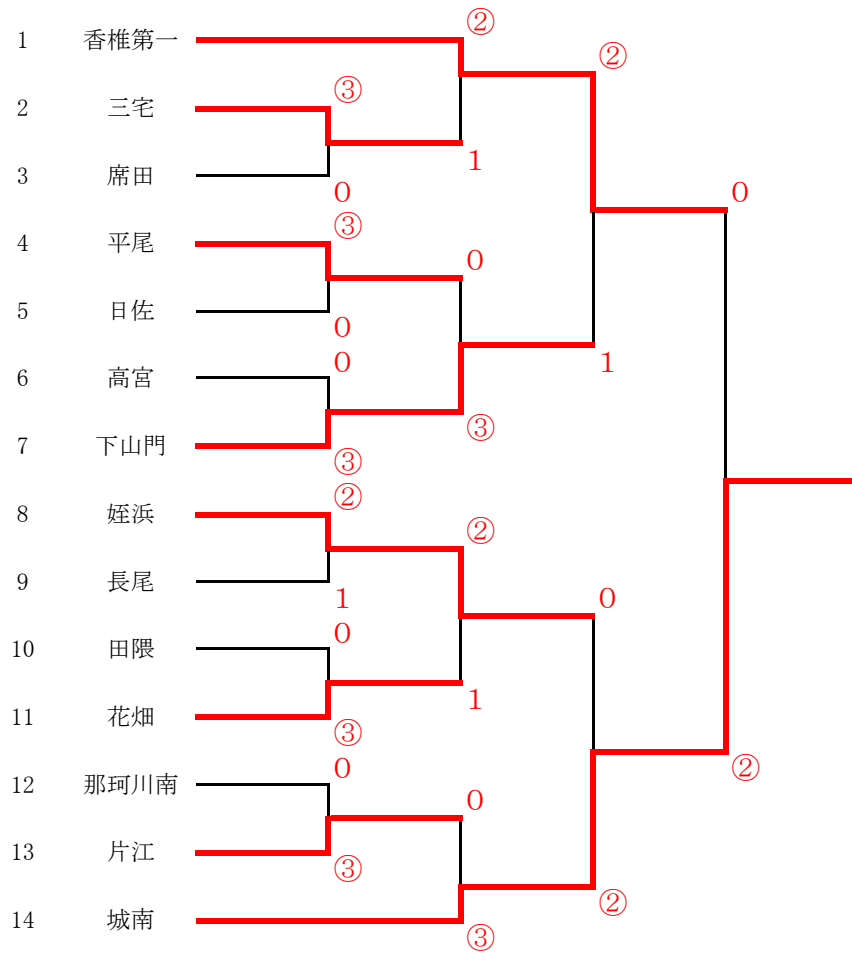 ②
1 香椎第一
②
2 三宅 ③
1
3 席田 0
0
4 平尾 ③
0
5 日佐 0
0
6 高宮
1
7 下山門 ③
③
8 姪浜 ②
②
9 長尾 1
0
10 田隈 0
1
11 花畑 ③
②
12 那珂川南 0
0
13 片江 ③
②
14 城南 ③